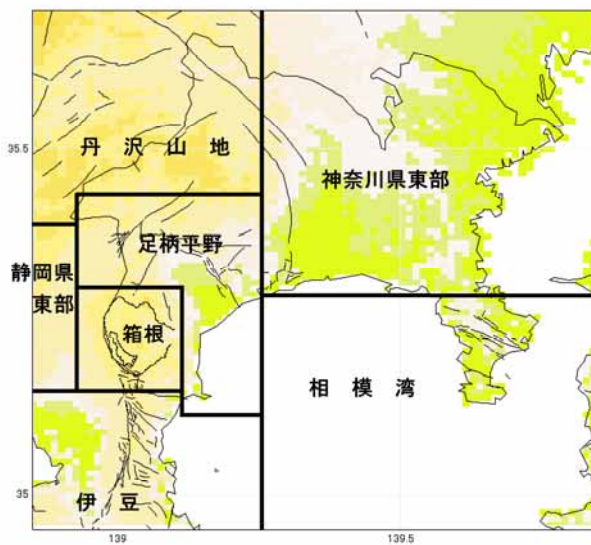 35.5
丹沢山地
神奈川県東部
足柄平野
静岡県
東部
箱根
相模湾
35
伊豆
139
139.5